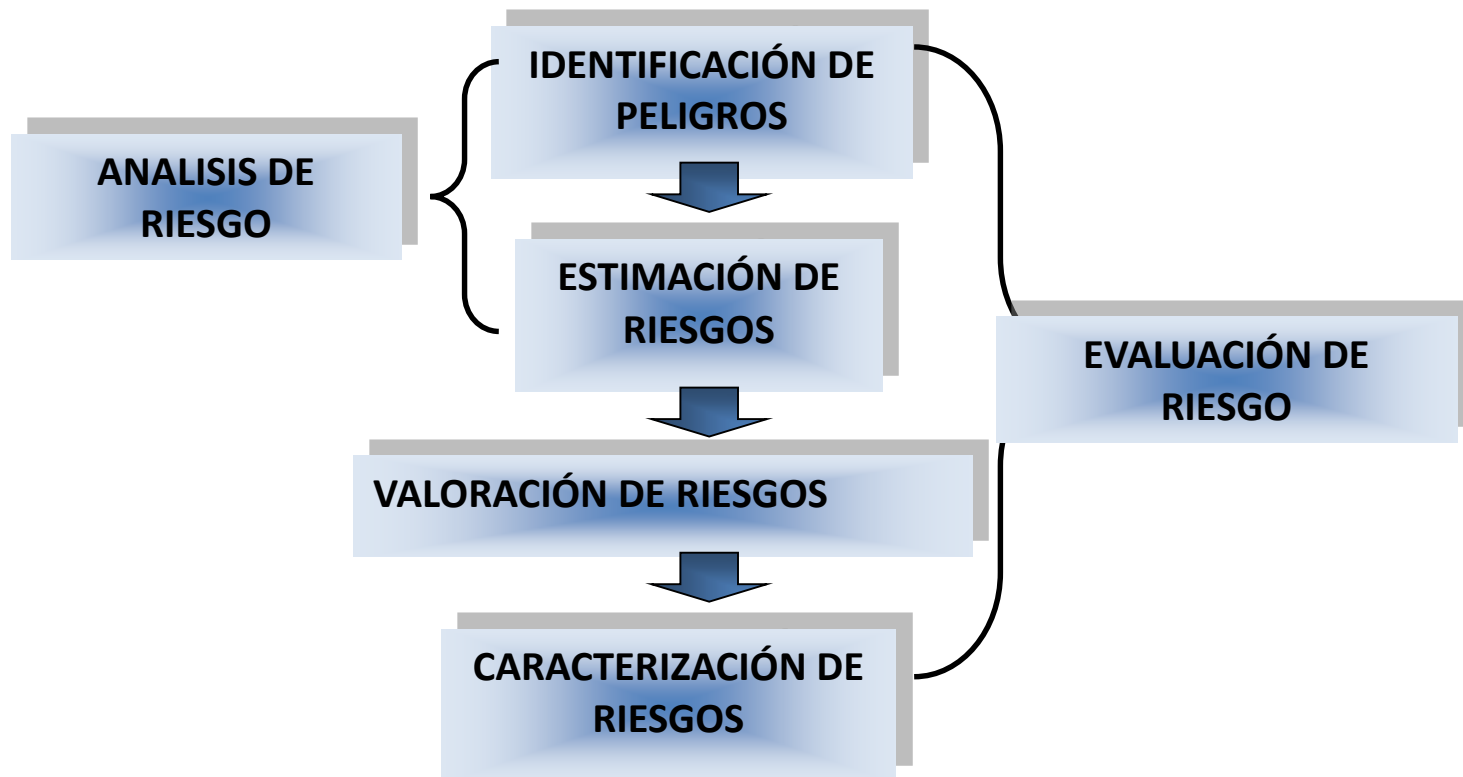 IDENTIFICACIÓN DE
PELIGROS
ANALISIS DE
RIESGO
ESTIMACIÓN DE
RIESGOS
EVALUACIÓN DE
RIESGO
VALORACIÓN DE RIESGOS
CARACTERIZACIÓN DE
RIESGOS